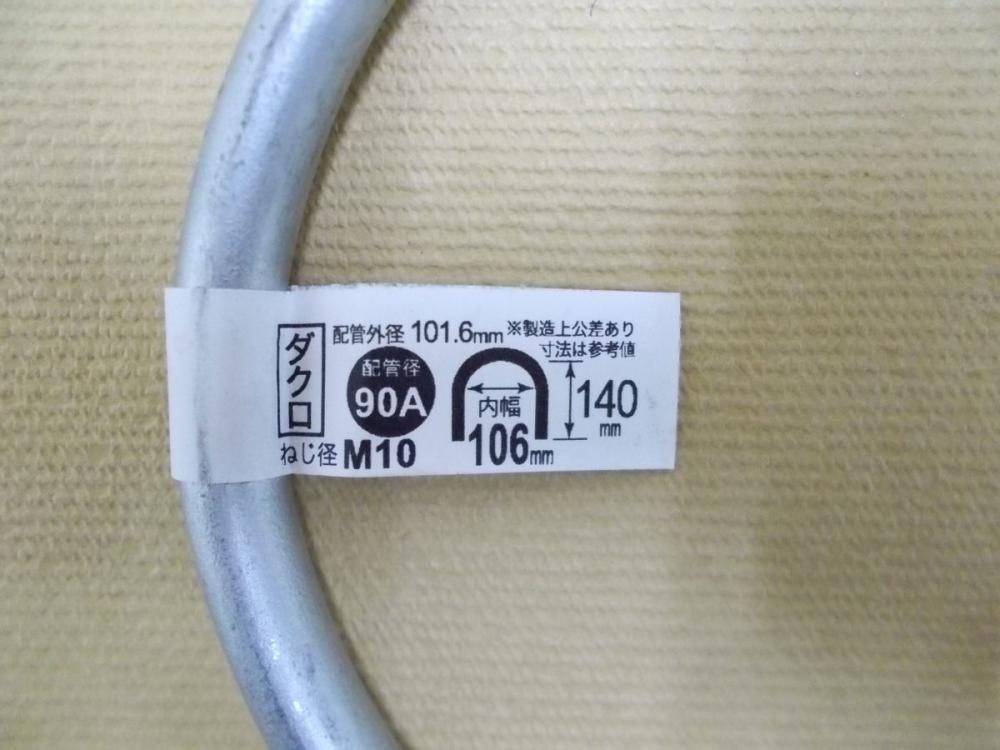 ダクロ
配管外径 101.6mm
※製造上公差あり
寸法は参考値
配管径
90A
ねじ径 M10
内幅
106mm
140
mm